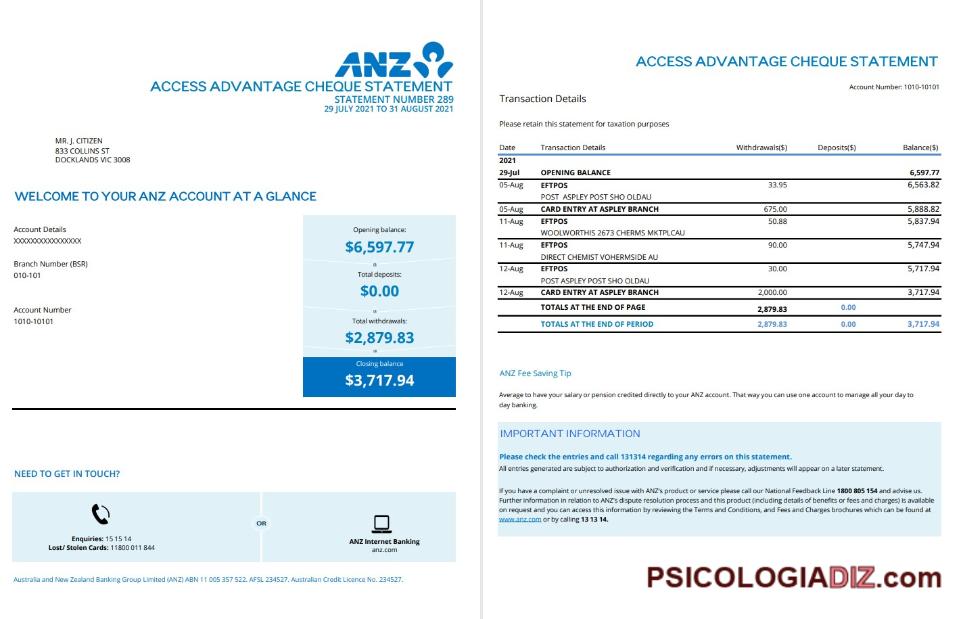 ANZ
ACCESS ADVANTAGE CHEQUE STATEMENT
STATEMENT NUMBER 289
29 JULY 2021 TO 31 AUGUST 2021
MR. J. CITIZEN
833 COLLINS ST
DOCKLANDS VIC 3008
WELCOME TO YOUR ANZ ACCOUNT AT A GLANCE
Account Details
XXXXXXXXXXXXXXXX
Branch Number (BSR)
010-101
Account Number
1010-10101
Opening balance:
$6,597.77
Total deposits:
$0.00
Total withdrawals:
$2,879.83
Closing balance
$3,717.94
NEED TO GET IN TOUCH?
Enquiries: 15 15 14
Lost/ Stolen Cards: 11800 011 844
OR
ANZ Internet Banking
anz.com
Australia and New Zealand Banking Group Limited (ANZ) ABN 11 005 357 522. AFSL 234527. Australian Credit Licence No. 234527.
ACCESS ADVANTAGE CHEQUE STATEMENT
Account Number: 1010-10101
Transaction Details
Please retain this statement for taxation purposes
Date Transaction Details Withdrawals($) Deposits($) Balance($)
2021
29-Jul OPENING BALANCE 6,597.77
05-Aug EFTPOS 33.95 6,563.82
POST ASPLEY POST SHO OLDAU
05-Aug CARD ENTRY AT ASPLEY BRANCH 675.00 5,888.82
11-Aug EFTPOS 50.88 5,837.94
WOOLWORTHIS 2673 CHERMS MKTPLCAU
11-Aug EFTPOS 90.00 5,747.94
DIRECT CHEMIST VOHERMSIDE AU
12-Aug EFTPOS 30.00 5,717.94
POST ASPLEY POST SHO OLDAU
12-Aug CARD ENTRY AT ASPLEY BRANCH 2,000.00 3,717.94
TOTALS AT THE END OF PAGE 2,879.83 0.00
TOTALS AT THE END OF PERIOD 2,879.83 0.00 3,717.94
ANZ Fee Saving Tip
Average to have your salary or pension credited directly to your ANZ account. That way you can use one account to manage all your day to
day banking.
IMPORTANT INFORMATION
Please check the entries and call 131314 regarding any errors on this statement.
All entries generated are subject to authorization and verification and if necessary, adjustments will appear on a later statement.
If you have a complaint or unresolved issue with ANZ's product or service please call our National Feedback Line 1800 805 154 and advise us.
Further information in relation to ANZ's dispute resolution process and this product (including details of benefits or fees and charges) is available
on request and you can access this information by reviewing the Terms and Conditions, and Fees and Charges brochures which can be found at
www.anz.com or by calling 13 13 14.
PSICOLOGIADIZ.com